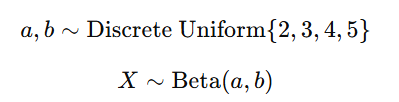 a, b ∼ Discrete Uniform{2, 3, 4, 5}
X ∼ Beta(a, b)